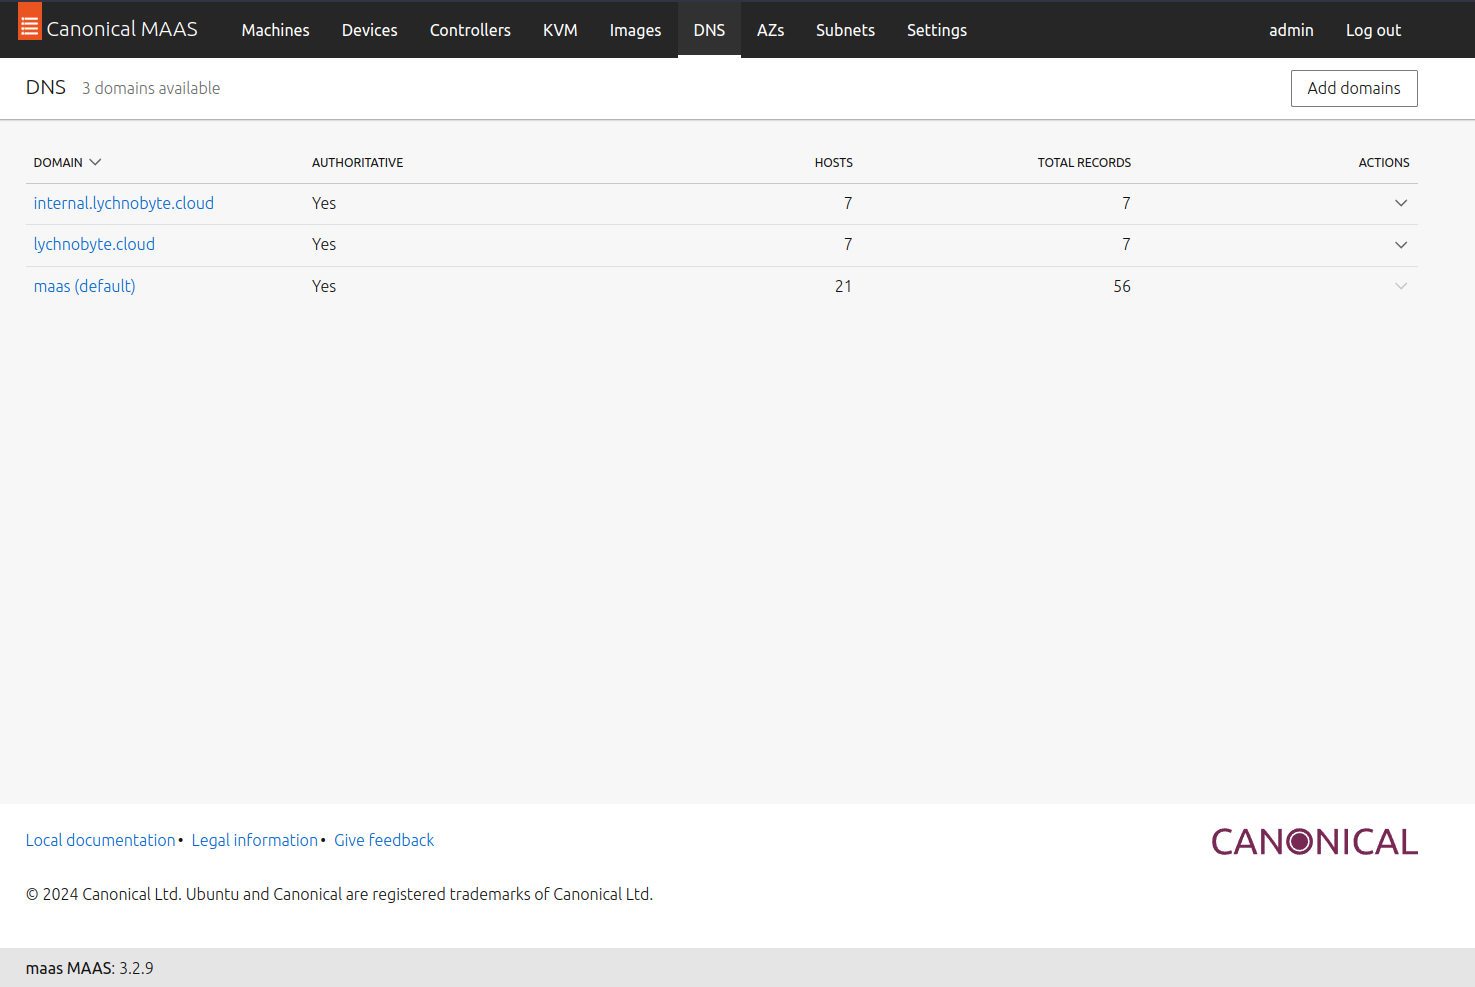 Canonical MAAS Machines Devices Controllers KVM Images DNS AZs Subnets Settings admin Log out
DNS 3 domains available Add domains
DOMAIN AUTHORITATIVE HOSTS TOTAL RECORDS ACTIONS
internal.lychnobyte.cloud Yes 7 7
lychnobyte.cloud Yes 7 7
maas (default) Yes 21 56
Local documentation • Legal information • Give feedback CANONICAL
© 2024 Canonical Ltd. Ubuntu and Canonical are registered trademarks of Canonical Ltd.
maas MAAS: 3.2.9